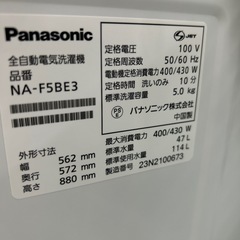 Panasonic
全自動電気洗濯機
品番
NA-F5BE3
外形寸法
幅 562 mm
奥行 572 mm
高さ 880 mm
JET
定格電圧 100 V
定格周波数 50/60 Hz
電動機定格消費電力 400/430 W
定格洗い時間 10 分
標準洗濯容量 5.0 kg
パナソニック株式会社
中国製
最大消費電力 400/430 W
標準水量 47 L
標準使用水量 114 L
23N2100673